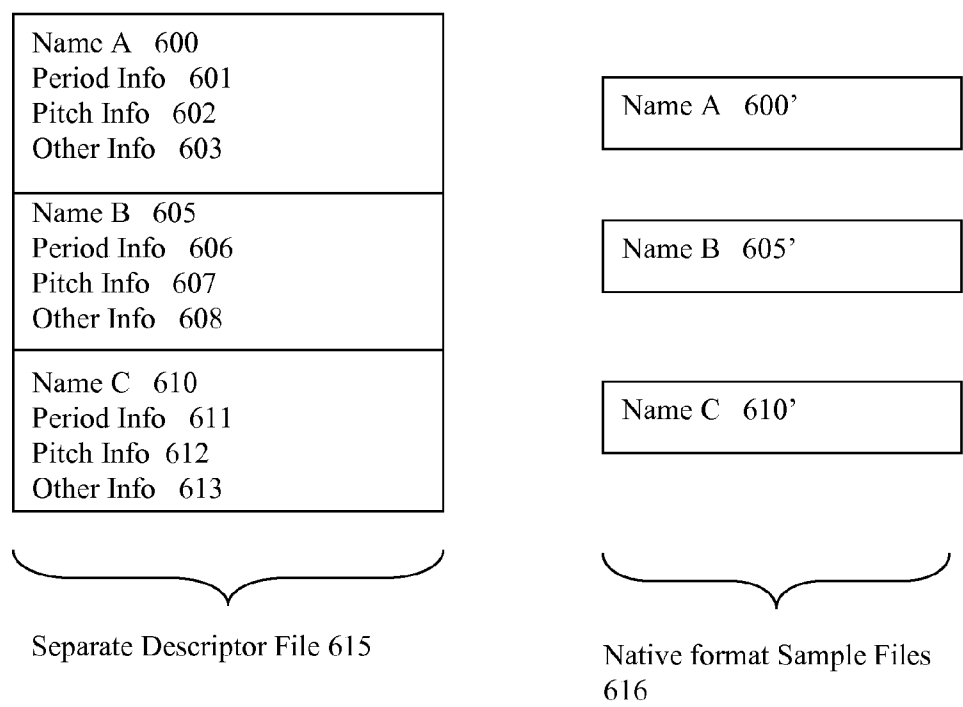 Name A 600
Period Info 601
Pitch Info 602
Other Info 603
Name B 605
Period Info 606
Pitch Info 607
Other Info 608
Name C 610
Period Info 611
Pitch Info 612
Other Info 613
Separate Descriptor File 615
Name A 600’
Name B 605’
Name C 610’
Native format Sample Files
616